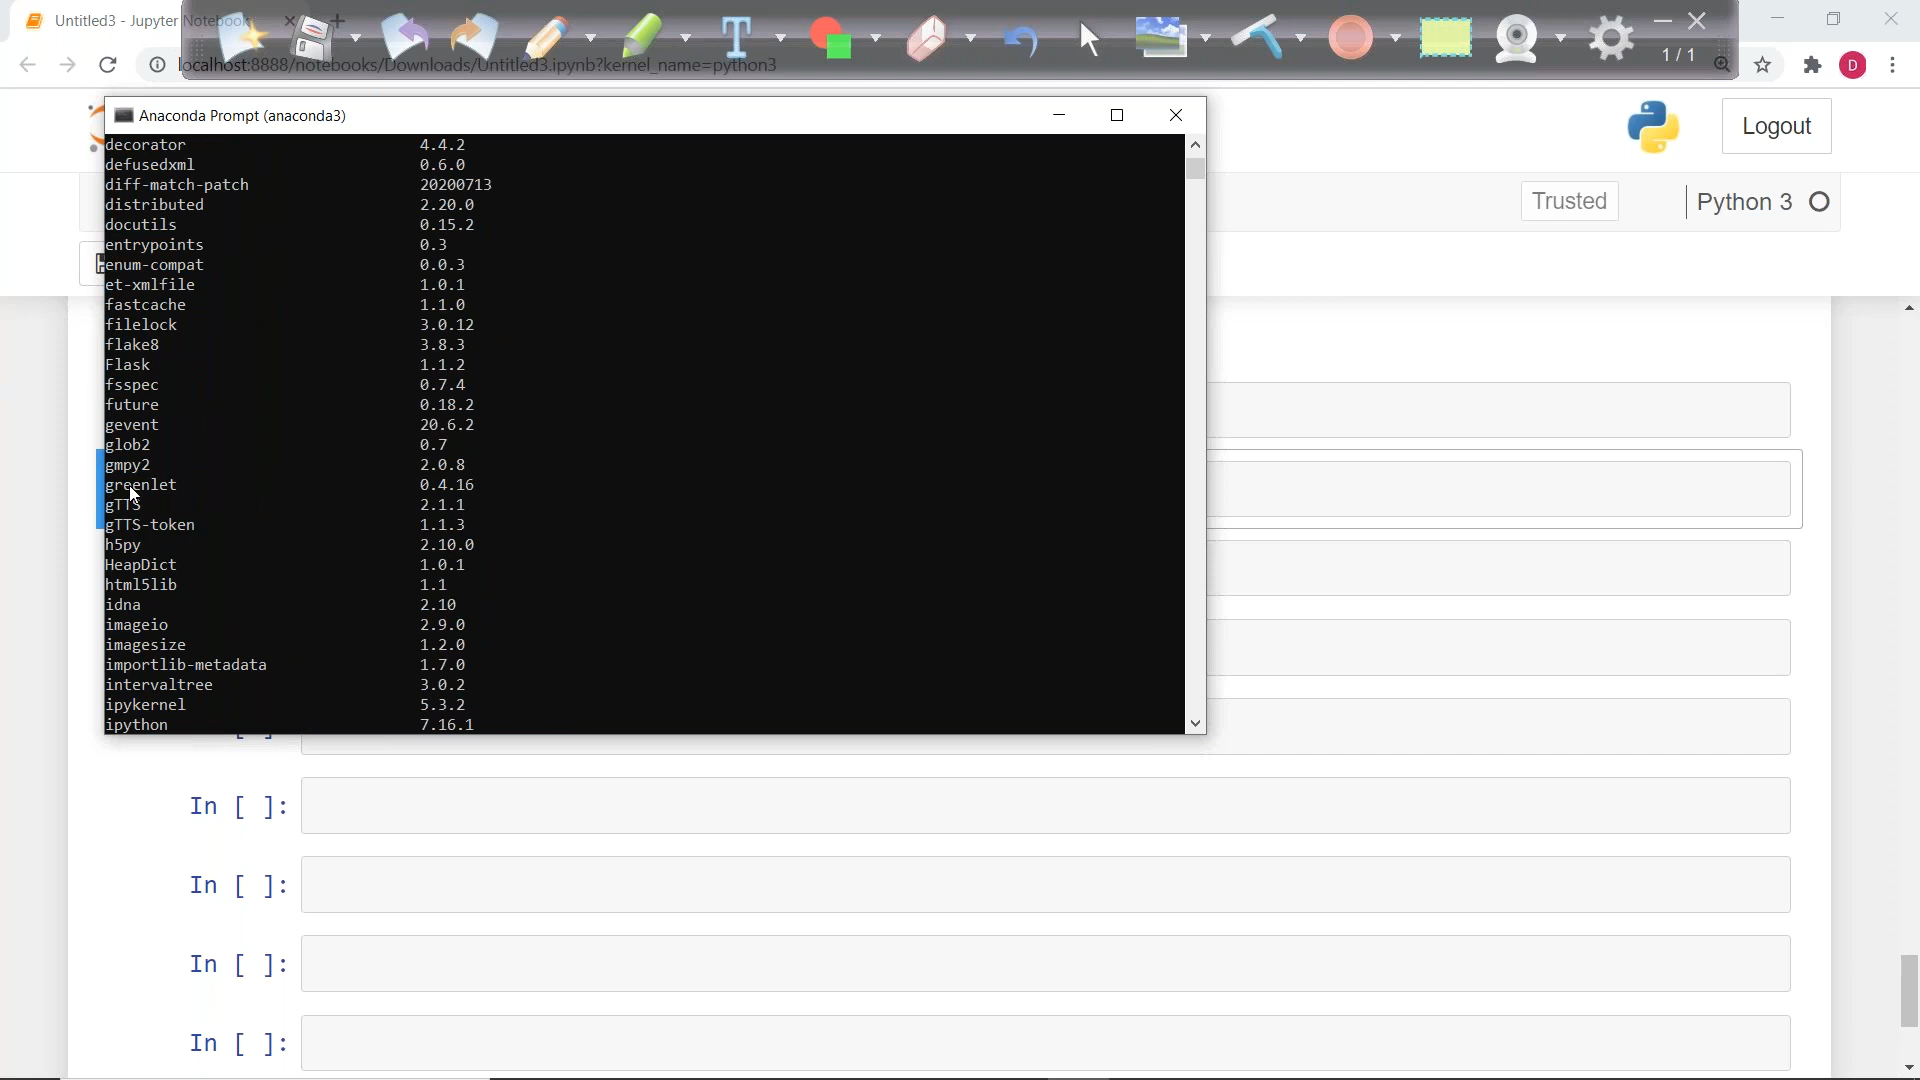 Untitled3 - Jupyter Notebook
localhost:8888/notebooks/Downloads/Untitled3.ipynb?kernel_name=python3
T
1 / 1
D
Anaconda Prompt (anaconda3)
Logout
Trusted
Python 3
decorator 4.4.2
defusedxml 0.6.0
diff-match-patch 20200713
distributed 2.20.0
docutils 0.15.2
entrypoints 0.3
enum-compat 0.0.3
et-xmlfile 1.0.1
fastcache 1.1.0
filelock 3.0.12
flake8 3.8.3
Flask 1.1.2
fsspec 0.7.4
future 0.18.2
gevent 20.6.2
glob2 0.7
gmpy2 2.0.8
greenlet 0.4.16
gTTS 2.1.1
gTTS-token 1.1.3
h5py 2.10.0
HeapDict 1.0.1
html5lib 1.1
idna 2.10
imageio 2.9.0
imagesize 1.2.0
importlib-metadata 1.7.0
intervaltree 3.0.2
ipykernel 5.3.2
ipython 7.16.1
In [ ]:
In [ ]:
In [ ]:
In [ ]: